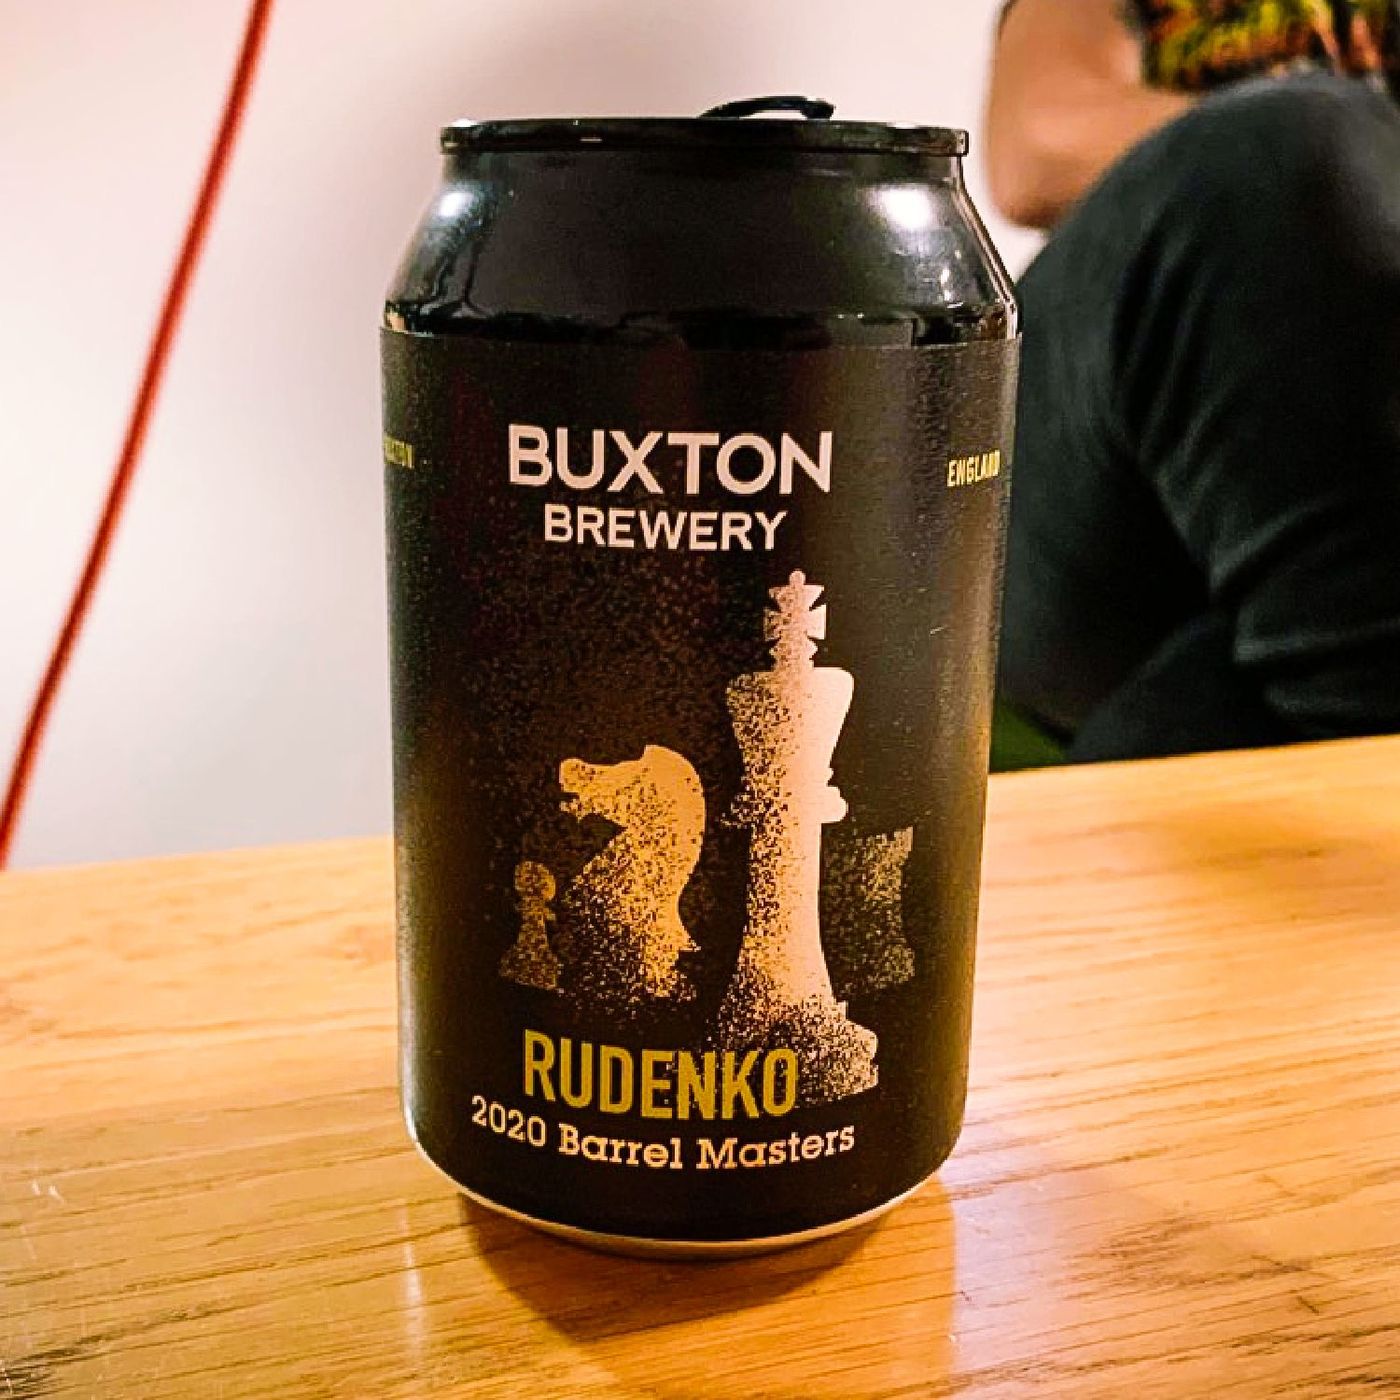 BUXTON
BREWERY
ENGLAND
RUDENKO
2020 Barrel Masters